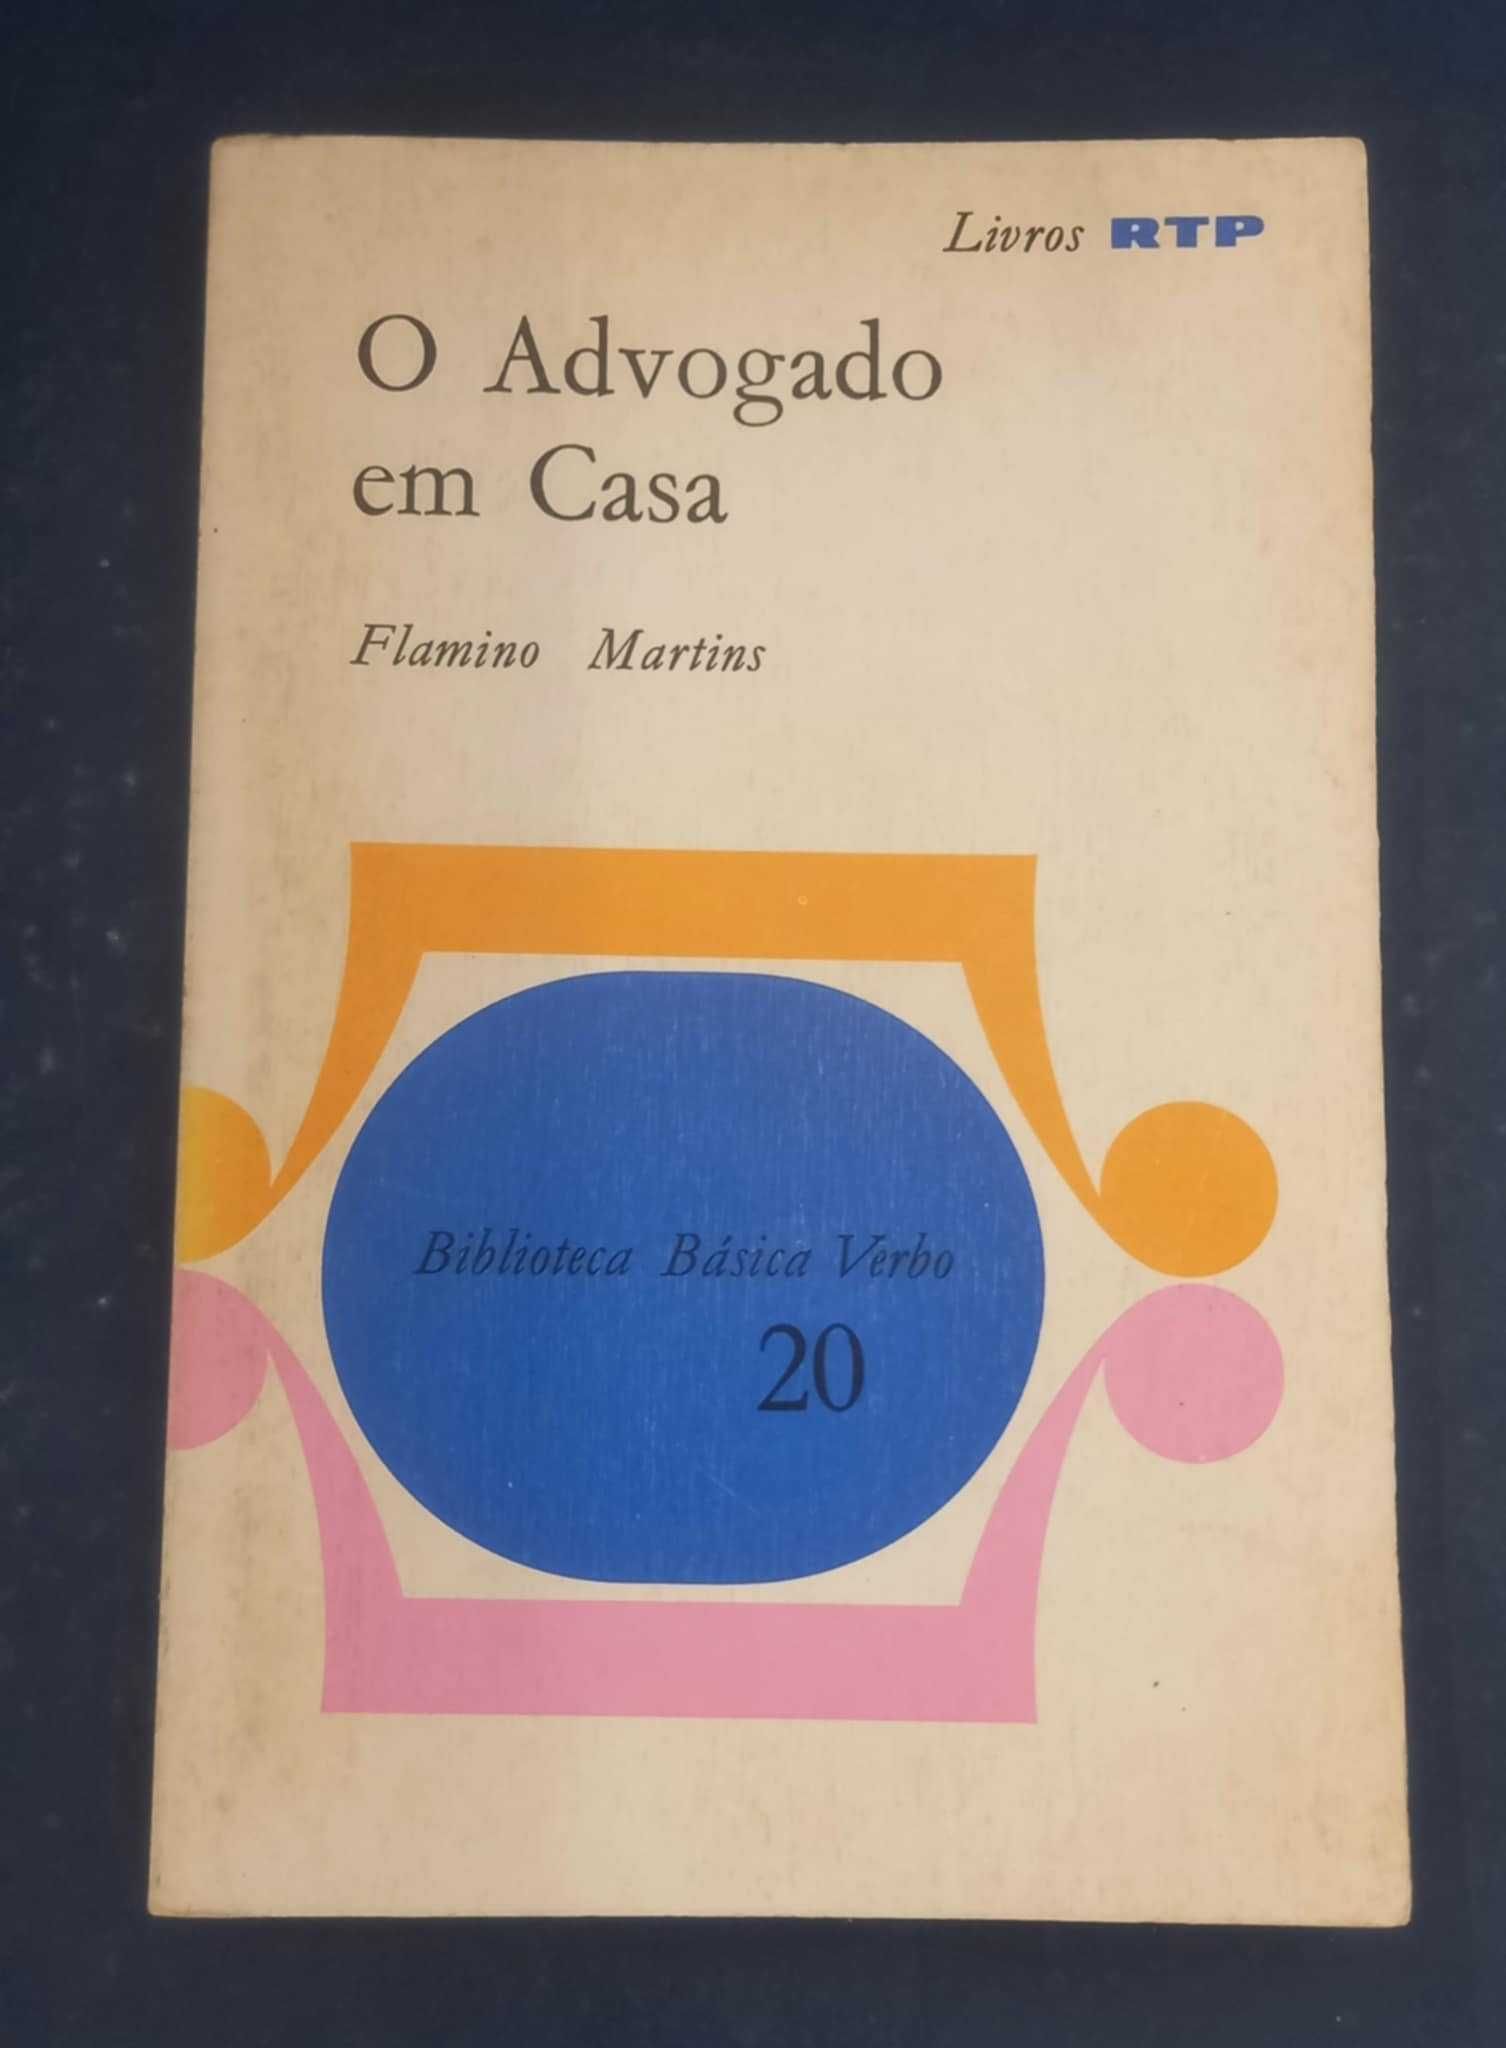 Livros RTP
O Advogado
em Casa
Flamino Martins
Biblioteca Básica Verbo
20